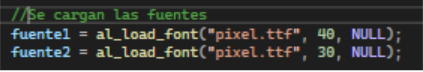 //Se cargan las fuentes
fuente1 = al_load_font("pixel.ttf", 40, NULL);
fuente2 = al_load_font("pixel.ttf", 30, NULL);